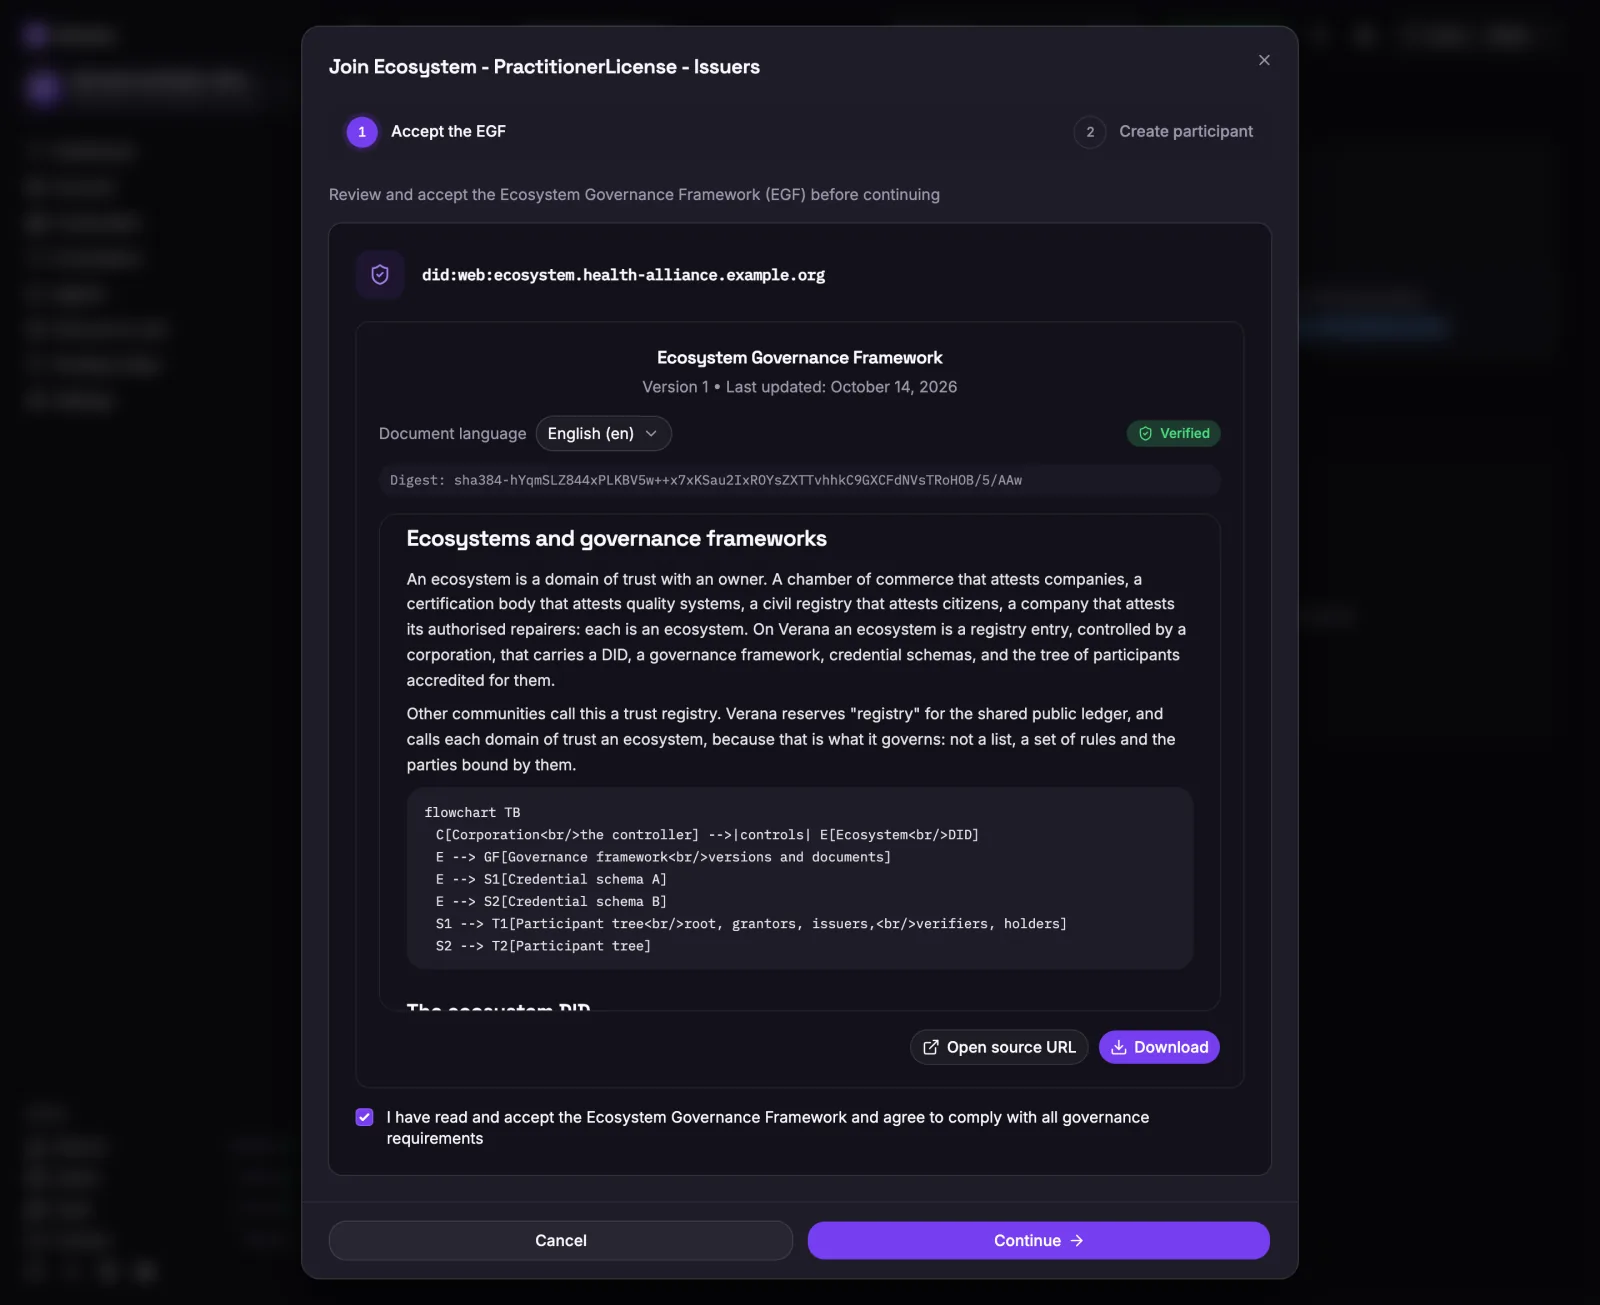 Join Ecosystem - PractitionerLicense - Issuers
1
Accept the EGF
2
Create participant
Review and accept the Ecosystem Governance Framework (EGF) before continuing
did:web:ecosystem.health-alliance.example.org
Ecosystem Governance Framework
Version 1 • Last updated: October 14, 2026
Document language
English (en)
Verified
Digest: sha384-hYqmSLZ844xPLKBV5w++x7xKSau2IxROYsZXTTvhhkC9GXCFdNVsTRoHOB/5/AAw
Ecosystems and governance frameworks
An ecosystem is a domain of trust with an owner. A chamber of commerce that attests companies, a
certification body that attests quality systems, a civil registry that attests citizens, a company that attests
its authorised repairers: each is an ecosystem. On Verana an ecosystem is a registry entry, controlled by a
corporation, that carries a DID, a governance framework, credential schemas, and the tree of participants
accredited for them.
Other communities call this a trust registry. Verana reserves "registry" for the shared public ledger, and
calls each domain of trust an ecosystem, because that is what it governs: not a list, a set of rules and the
parties bound by them.
flowchart TB
C[Corporation<br/>the controller] -->|controls| E[Ecosystem<br/>DID]
E --> GF[Governance framework<br/>versions and documents]
E --> S1[Credential schema A]
E --> S2[Credential schema B]
S1 --> T1[Participant tree<br/>root, grantors, issuers,<br/>verifiers, holders]
S2 --> T2[Participant tree]
The ecosystem DID
Open source URL
Download
I have read and accept the Ecosystem Governance Framework and agree to comply with all governance
requirements
Cancel
Continue →